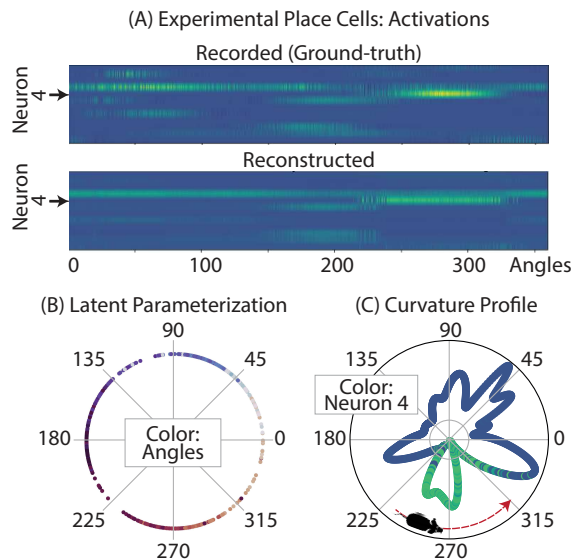 (A) Experimental Place Cells: Activations
Recorded (Ground-truth)
Neuron
4
Reconstructed
Neuron
4
0 100 200 300 Angles
(B) Latent Parameterization
90
135 45
180 Color: Angles 0
225 315
270
(C) Curvature Profile
90
135 45
Color:
Neuron 4
180 0
225 315
270